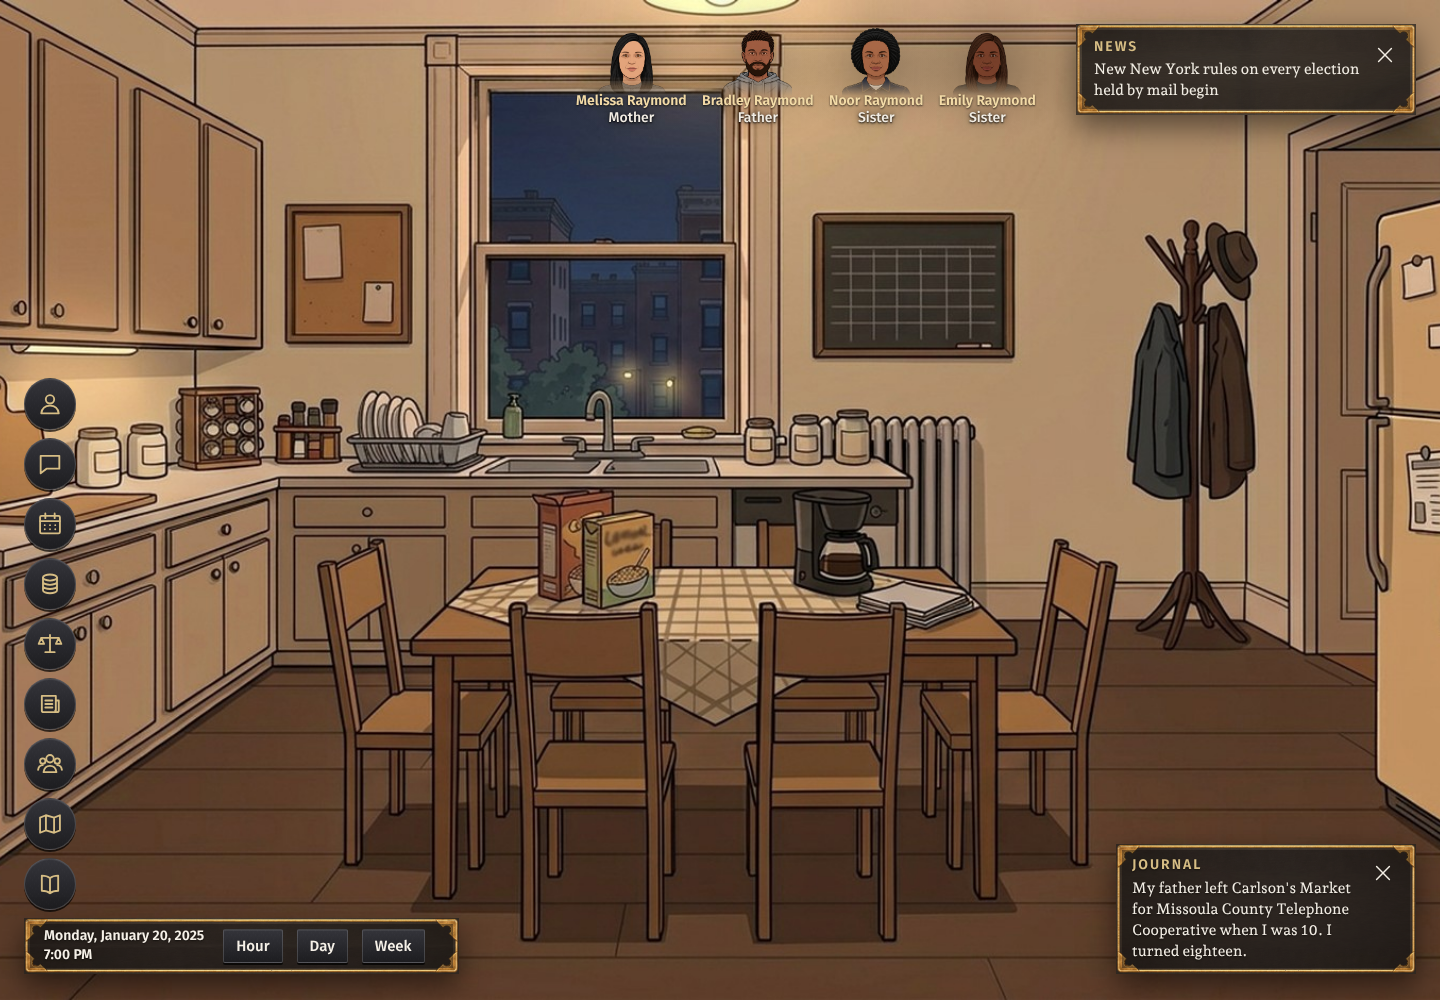 Melissa Raymond
Mother
Bradley Raymond
Father
Noor Raymond
Sister
Emily Raymond
Sister
NEWS
New New York rules on every election
held by mail begin
JOURNAL
My father left Carlson's Market
for Missoula County Telephone
Cooperative when I was 10. I
turned eighteen.
Monday, January 20, 2025
7:00 PM
Hour
Day
Week